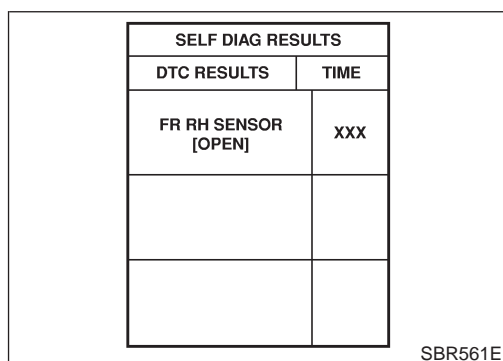 SELF DIAG RESULTS
DTC RESULTS TIME
FR RH SENSOR
[OPEN] XXX
SBR561E